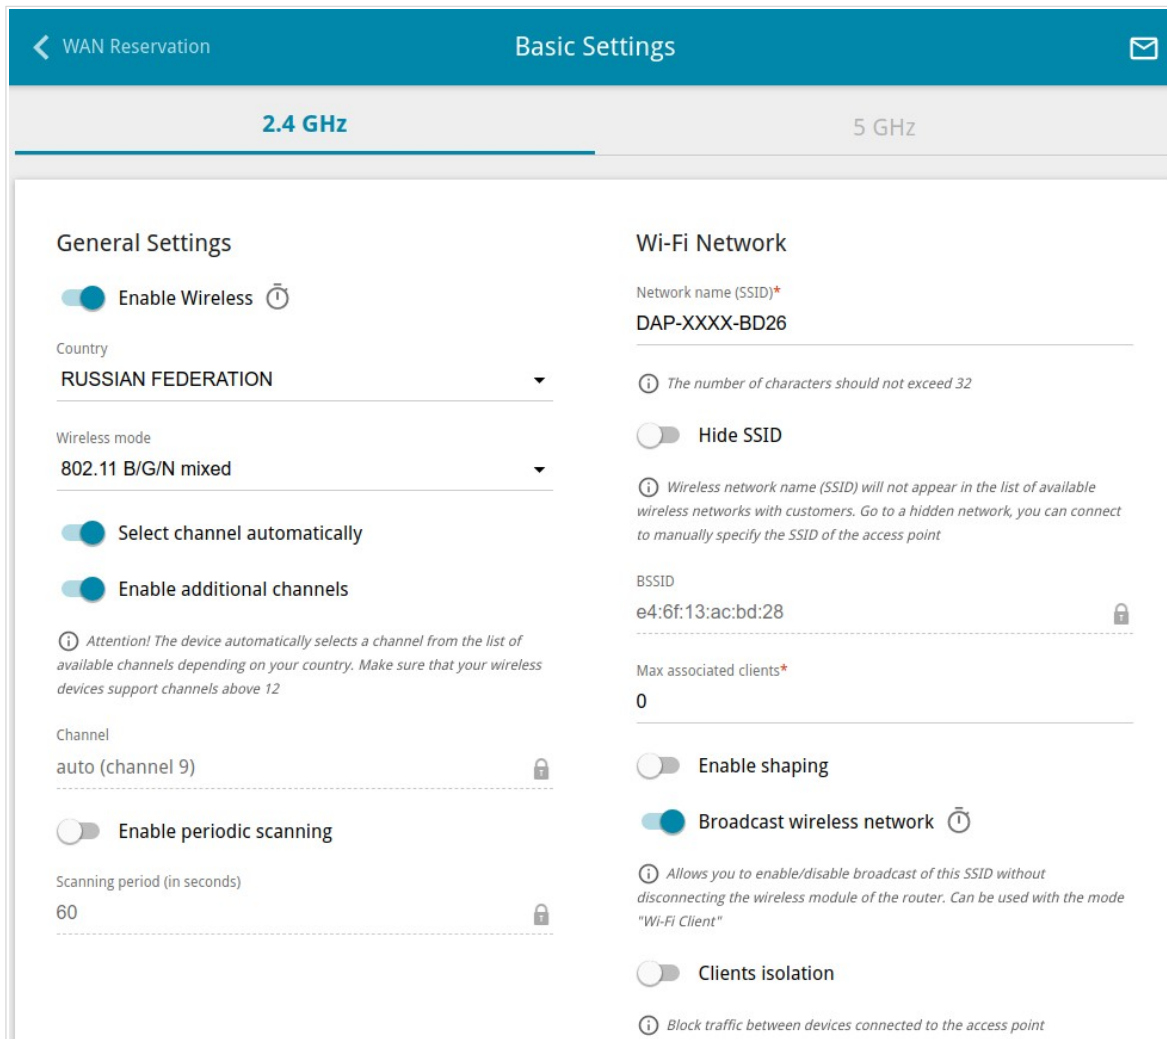 WAN Reservation
Basic Settings
2.4 GHz
5 GHz
General Settings
Enable Wireless
Country
RUSSIAN FEDERATION
Wireless mode
802.11 B/G/N mixed
Select channel automatically
Enable additional channels
Attention! The device automatically selects a channel from the list of
available channels depending on your country. Make sure that your wireless
devices support channels above 12
Channel
auto (channel 9)
Enable periodic scanning
Scanning period (in seconds)
60
Wi-Fi Network
Network name (SSID)*
DAP-XXXX-BD26
The number of characters should not exceed 32
Hide SSID
Wireless network name (SSID) will not appear in the list of available
wireless networks with customers. Go to a hidden network, you can connect
to manually specify the SSID of the access point
BSSID
e4:6f:13:ac:bd:28
Max associated clients*
0
Enable shaping
Broadcast wireless network
Allows you to enable/disable broadcast of this SSID without
disconnecting the wireless module of the router. Can be used with the mode
"Wi-Fi Client"
Clients isolation
Block traffic between devices connected to the access point